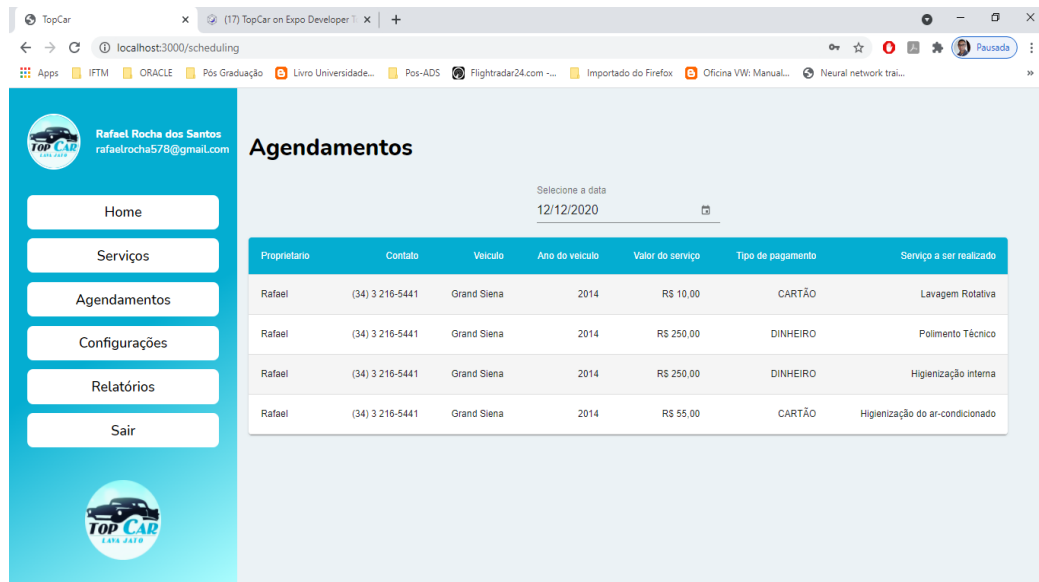 TopCar
(17) TopCar on Expo Developer T
localhost:3000/scheduling
Pausada
Apps IFTM ORACLE Pós Graduação Livro Universidade... Pos-ADS Flightradar24.com -... Importado do Firefox Oficina VW: Manual... Neural network trai...
TOP CAR
LAVA JATO
Rafael Rocha dos Santos
rafaelrocha578@gmail.com
Home
Serviços
Agendamentos
Configurações
Relatórios
Sair
TOP CAR
LAVA JATO
Agendamentos
Selecione a data
12/12/2020
Proprietario Contato Veiculo Ano do veiculo Valor do serviço Tipo de pagamento Serviço a ser realizado
Rafael (34) 3 216-5441 Grand Siena 2014 R$ 10,00 CARTÃO Lavagem Rotativa
Rafael (34) 3 216-5441 Grand Siena 2014 R$ 250,00 DINHEIRO Polimento Técnico
Rafael (34) 3 216-5441 Grand Siena 2014 R$ 250,00 DINHEIRO Higienização interna
Rafael (34) 3 216-5441 Grand Siena 2014 R$ 55,00 CARTÃO Higienização do ar-condicionado